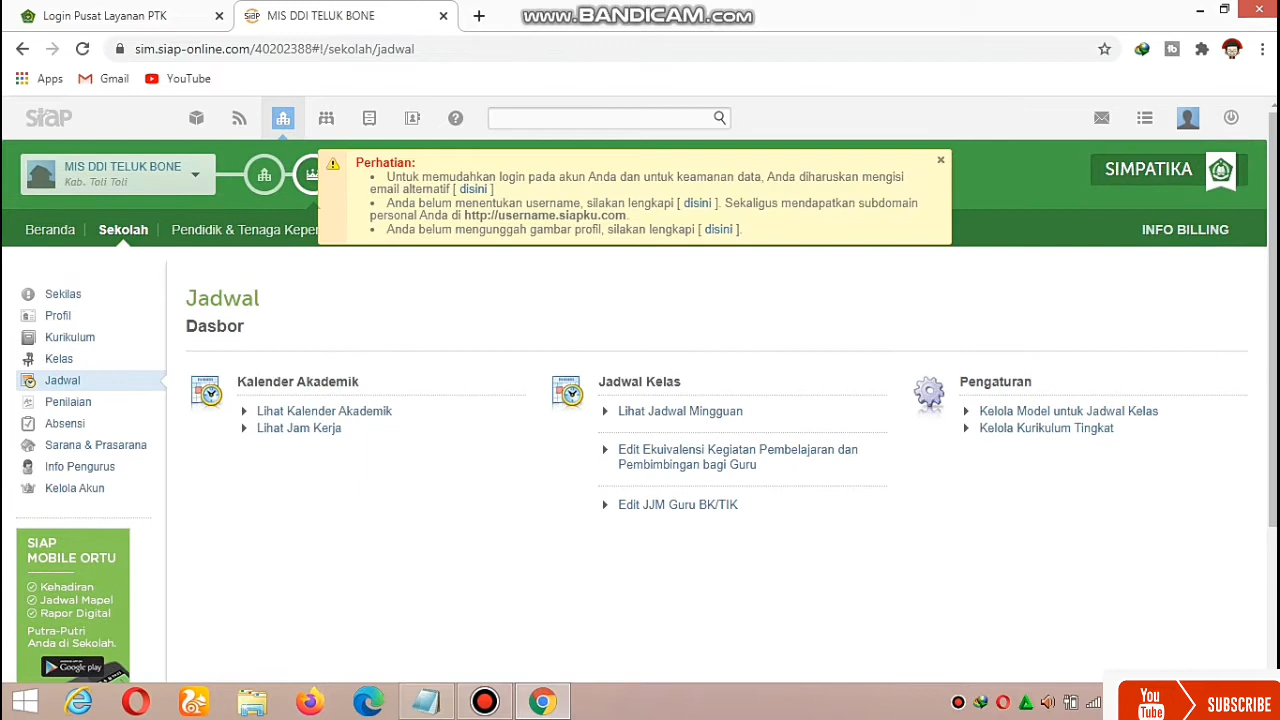 Login Pusat Layanan PTK
MIS DDI TELUK BONE
www.BANDICAM.com
sim.siap-online.com/40202388#!/sekolah/jadwal
Apps
Gmail
YouTube
siap
MIS DDI TELUK BONE
Kab. Toli Toli
Perhatian:
• Untuk memudahkan login pada akun Anda dan untuk keamanan data, Anda diharuskan mengisi
email alternatif [ disini ]
• Anda belum menentukan username, silakan lengkapi [ disini ]. Sekaligus mendapatkan subdomain
personal Anda di http://username.siapku.com.
• Anda belum mengunggah gambar profil, silakan lengkapi [ disini ].
SIMPATIKA
Beranda
Sekolah
Pendidik & Tenaga Kepen
INFO BILLING
Sekilas
Profil
Kurikulum
Kelas
Jadwal
Penilaian
Absensi
Sarana & Prasarana
Info Pengurus
Kelola Akun
Jadwal
Dasbor
Kalender Akademik
Lihat Kalender Akademik
Lihat Jam Kerja
Jadwal Kelas
Lihat Jadwal Mingguan
Edit Ekuivalensi Kegiatan Pembelajaran dan
Pembimbingan bagi Guru
Edit JJM Guru BK/TIK
Pengaturan
Kelola Model untuk Jadwal Kelas
Kelola Kurikulum Tingkat
SIAP
MOBILE ORTU
Kehadiran
Jadwal Mapel
Rapor Digital
Putra-Putri
Anda di Sekolah.
Google play
You
Tube
SUBSCRIBE